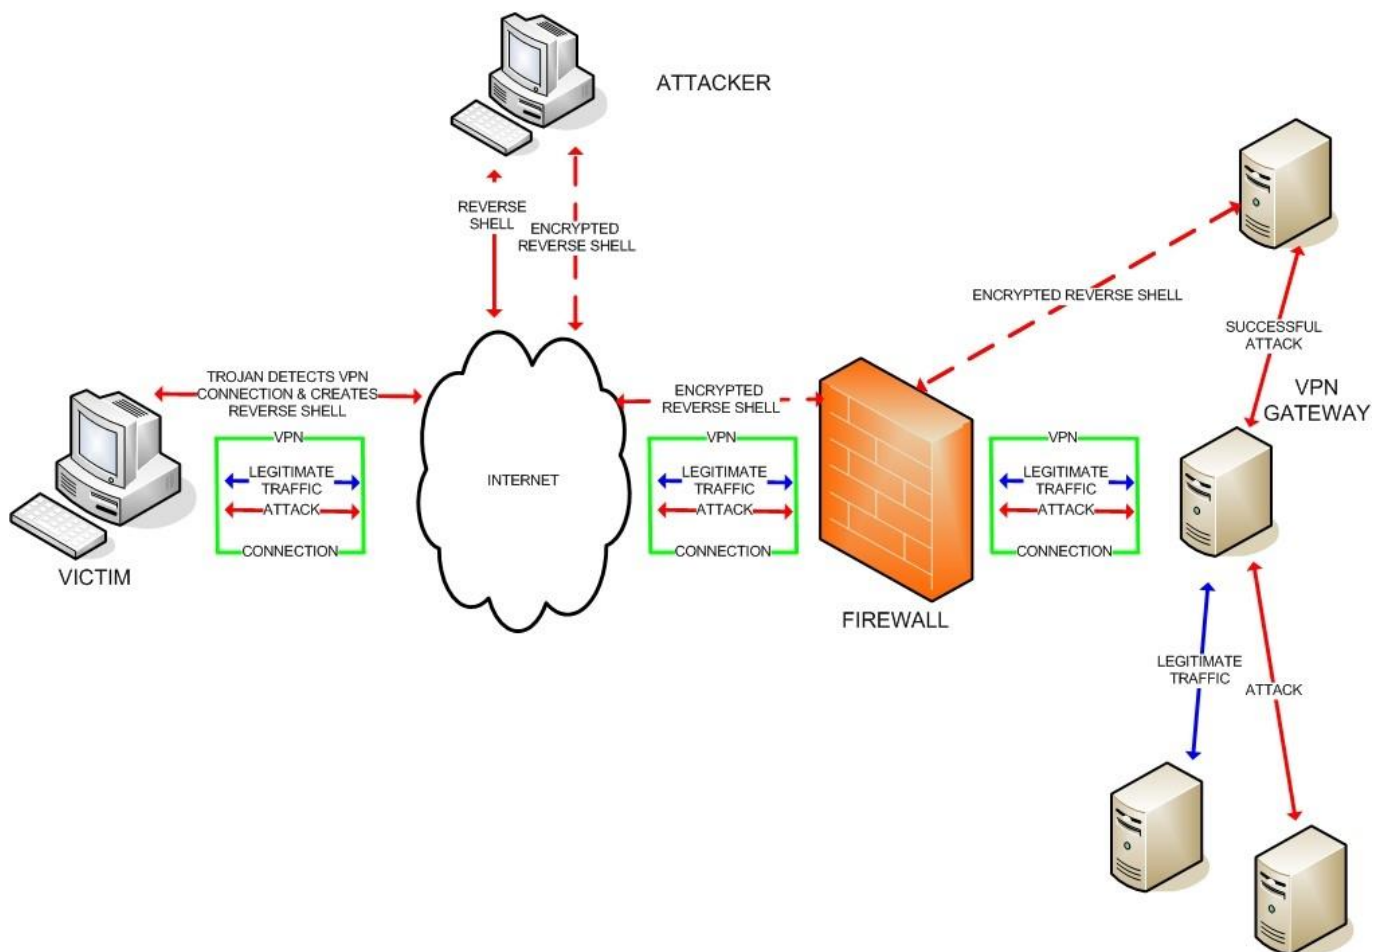 ATTACKER
REVERSE
SHELL
ENCRYPTED
REVERSE SHELL
ENCRYPTED REVERSE SHELL
SUCCESSFUL
ATTACK
TROJAN DETECTS VPN
CONNECTION & CREATES
REVERSE SHELL
ENCRYPTED
REVERSE SHELL
VPN
GATEWAY
VPN
LEGITIMATE
TRAFFIC
ATTACK
CONNECTION
INTERNET
VPN
LEGITIMATE
TRAFFIC
ATTACK
CONNECTION
VPN
LEGITIMATE
TRAFFIC
ATTACK
CONNECTION
VICTIM
FIREWALL
LEGITIMATE
TRAFFIC
ATTACK